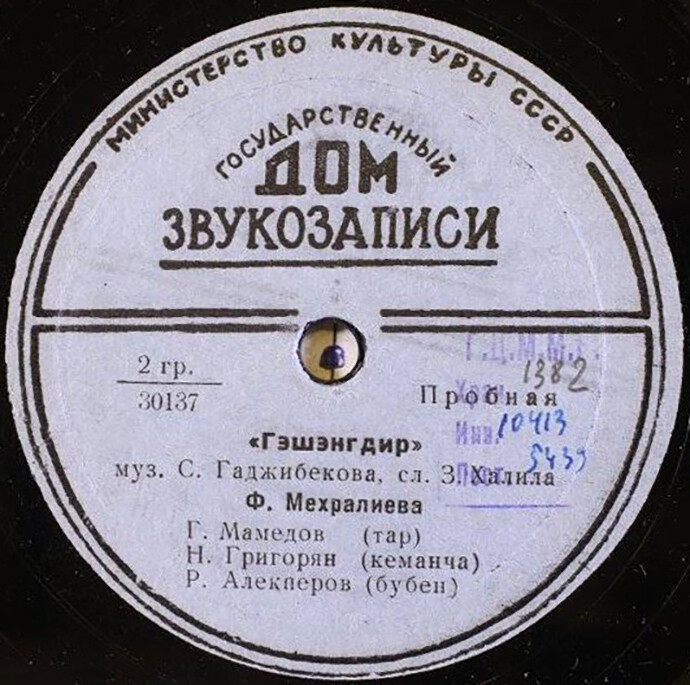 МИНИСТЕРСТВО КУЛЬТУРЫ СССР
ГОСУДАРСТВЕННЫЙ
ДОМ
ЗВУКОЗАПИСИ
2 гр.
30137
Пробная
Г.Ц.М.М.К.
Хран. 1382
Инв. 10413
5439
«Гэшэнгдир»
муз. С. Гаджибекова, сл. З. Халила
Ф. Мехралиева
Г. Мамедов (тар)
Н. Григорян (кеманча)
Р. Алекперов (бубен)